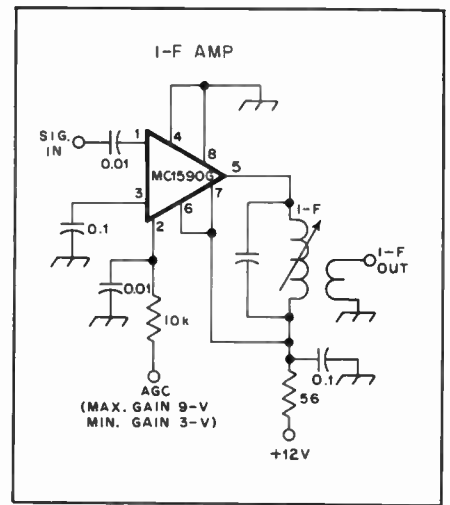 I-F AMP
SIG. IN
0.01
1
4
8
MC1590G
5
7
3
6
2
0.1
I-F
I-F OUT
0.01
10k
0.1
56
AGC
(MAX. GAIN 9-V
MIN. GAIN 3-V)
+12V